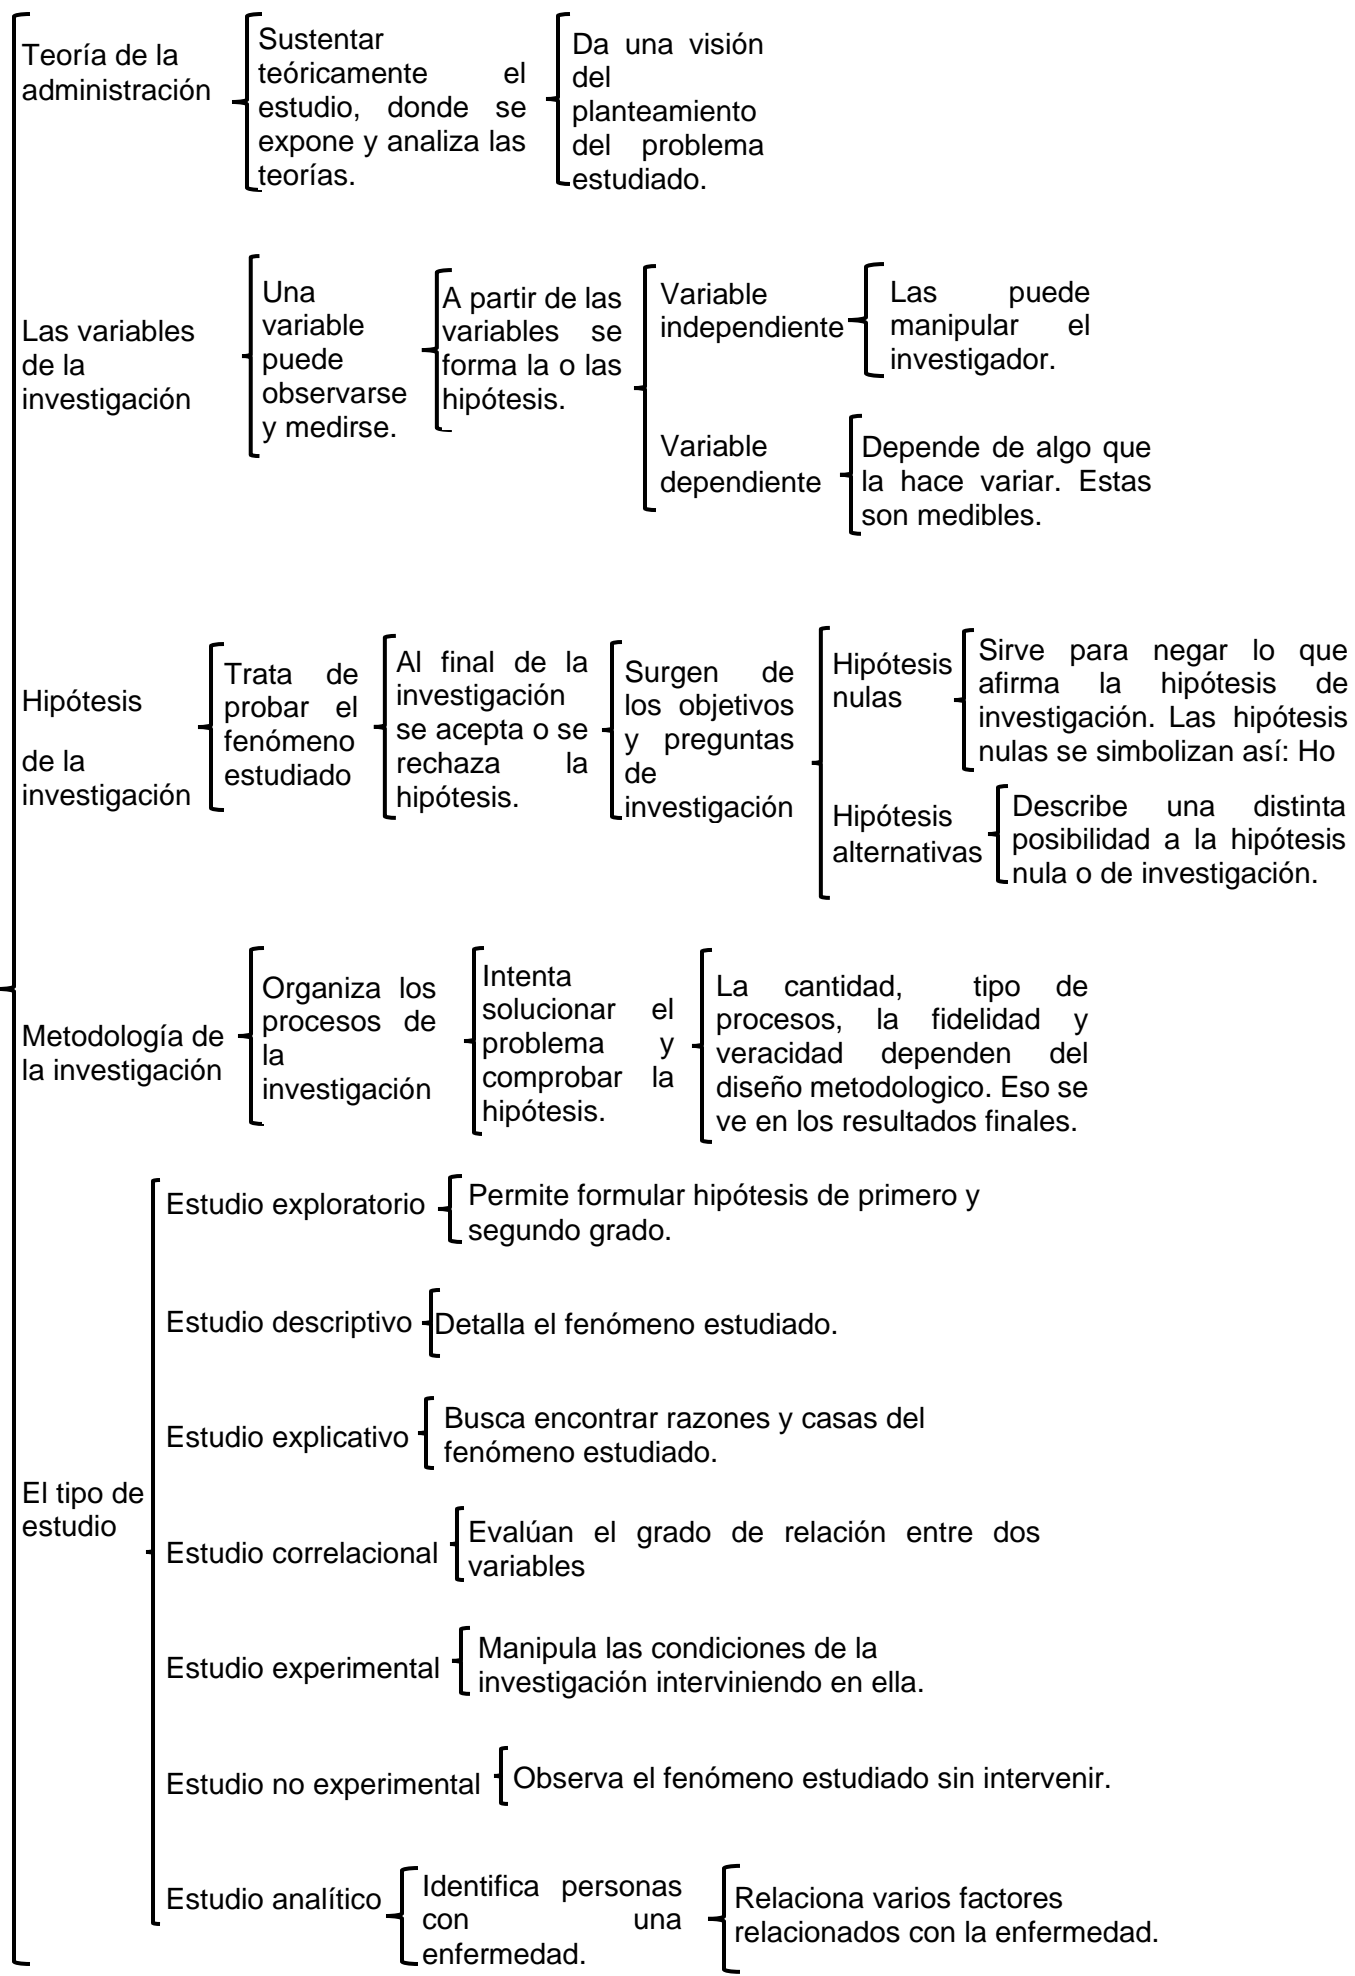 Teoría de la
administración
Sustentar
teóricamente el
estudio, donde se
expone y analiza las
teorías.
Da una visión
del
planteamiento
del problema
estudiado.
Las variables
de la
investigación
Una
variable
puede
observarse
y medirse.
A partir de las
variables se
forma la o las
hipótesis.
Variable
independiente
Las puede
manipular el
investigador.
Variable
dependiente
Depende de algo que
la hace variar. Estas
son medibles.
Hipótesis
de la
investigación
Trata de
probar el
fenómeno
estudiado
Al final de la
investigación
se acepta o se
rechaza la
hipótesis.
Surgen de
los objetivos
y preguntas
de
investigación
Hipótesis
nulas
Sirve para negar lo que
afirma la hipótesis de
investigación. Las hipótesis
nulas se simbolizan así: Ho
Hipótesis
alternativas
Describe una distinta
posibilidad a la hipótesis
nula o de investigación.
Metodología de
la investigación
Organiza los
procesos de
la
investigación
Intenta
solucionar el
problema y
comprobar la
hipótesis.
La cantidad, tipo de
procesos, la fidelidad y
veracidad dependen del
diseño metodologico. Eso se
ve en los resultados finales.
El tipo de
estudio
Estudio exploratorio
Permite formular hipótesis de primero y
segundo grado.
Estudio descriptivo
Detalla el fenómeno estudiado.
Estudio explicativo
Busca encontrar razones y casas del
fenómeno estudiado.
Estudio correlacional
Evalúan el grado de relación entre dos
variables
Estudio experimental
Manipula las condiciones de la
investigación interviniendo en ella.
Estudio no experimental
Observa el fenómeno estudiado sin intervenir.
Estudio analítico
Identifica personas
con una
enfermedad.
Relaciona varios factores
relacionados con la enfermedad.